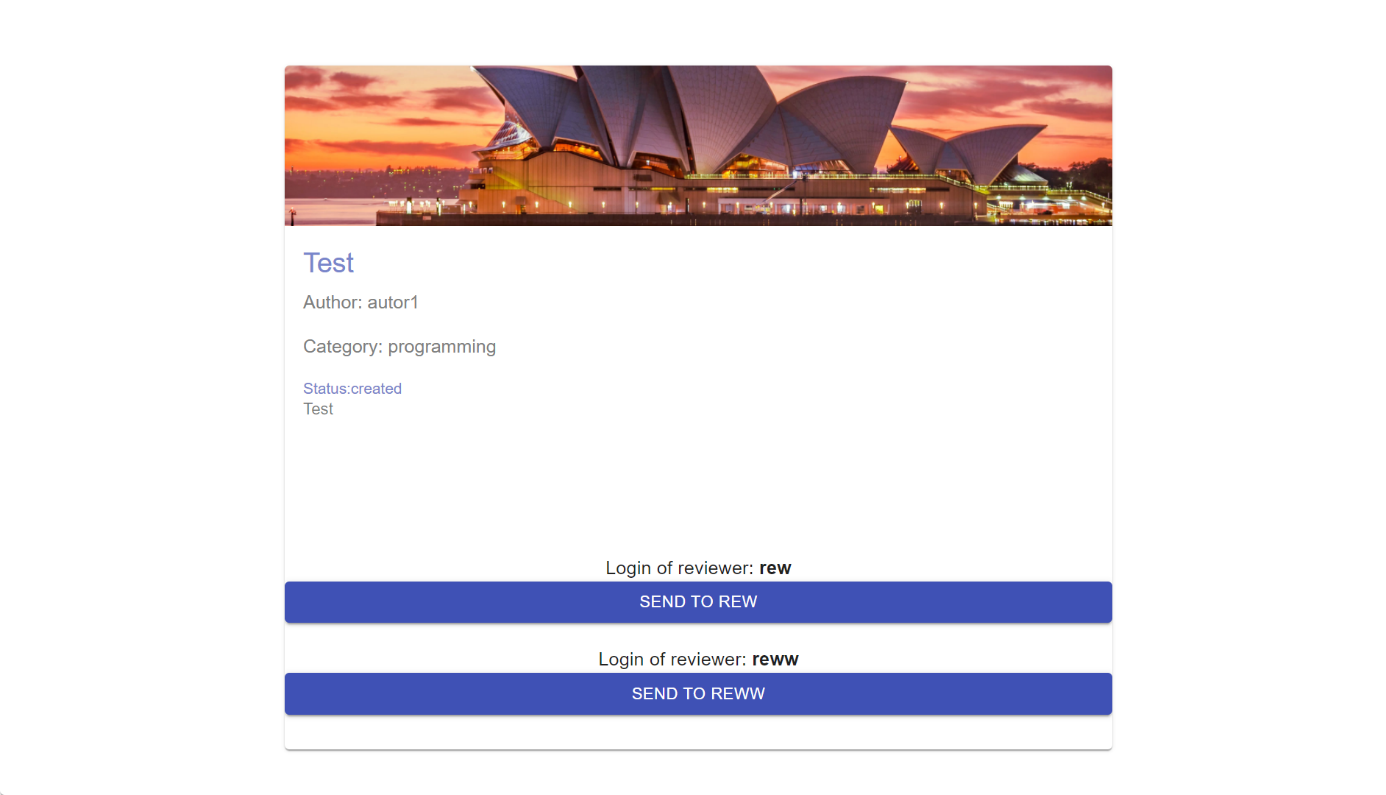 Test
Author: autor1
Category: programming
Status:created
Test
Login of reviewer: rew
SEND TO REW
Login of reviewer: reww
SEND TO REWW